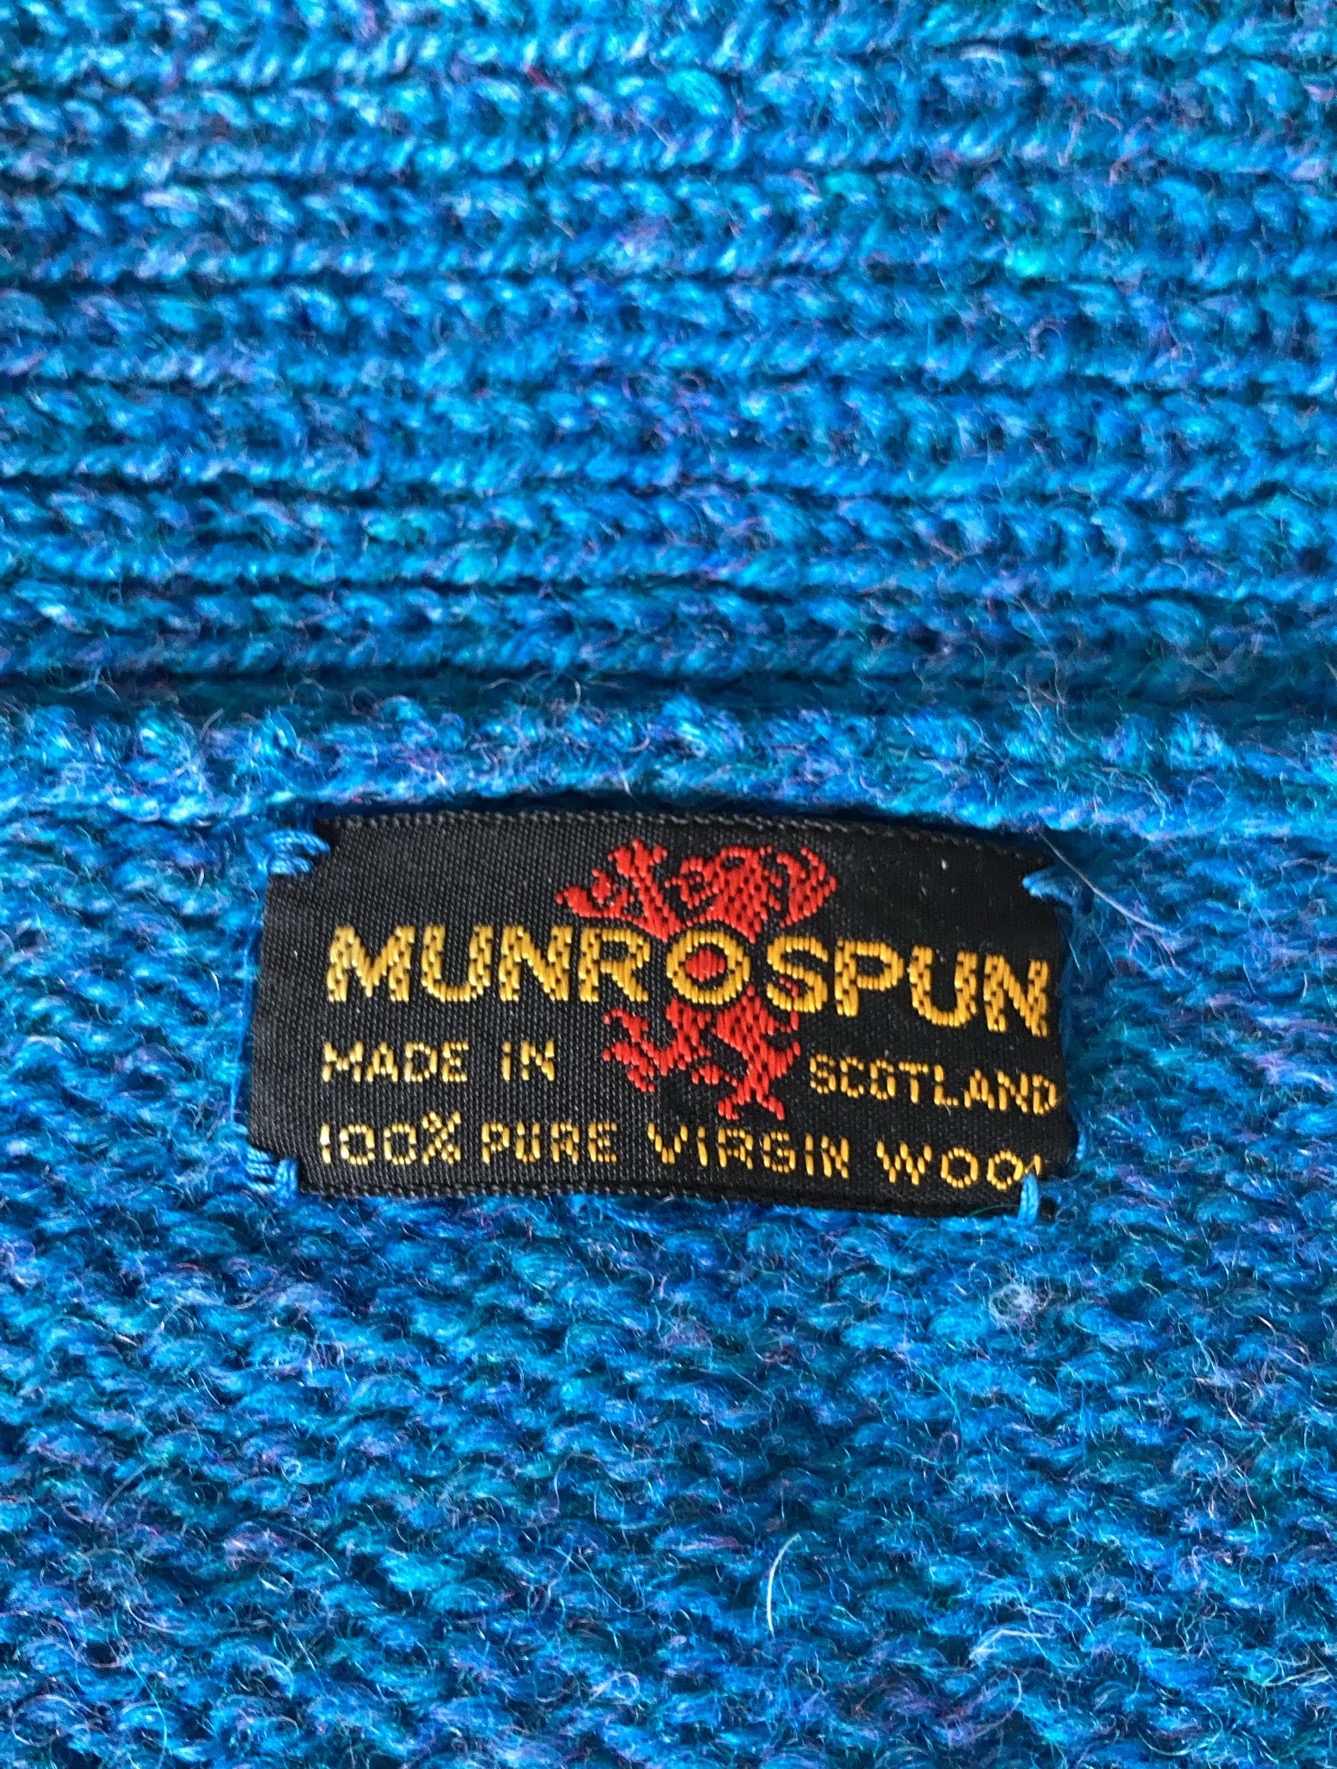 MUNROSPUN
MADE IN SCOTLAND
100% PURE VIRGIN WOOL